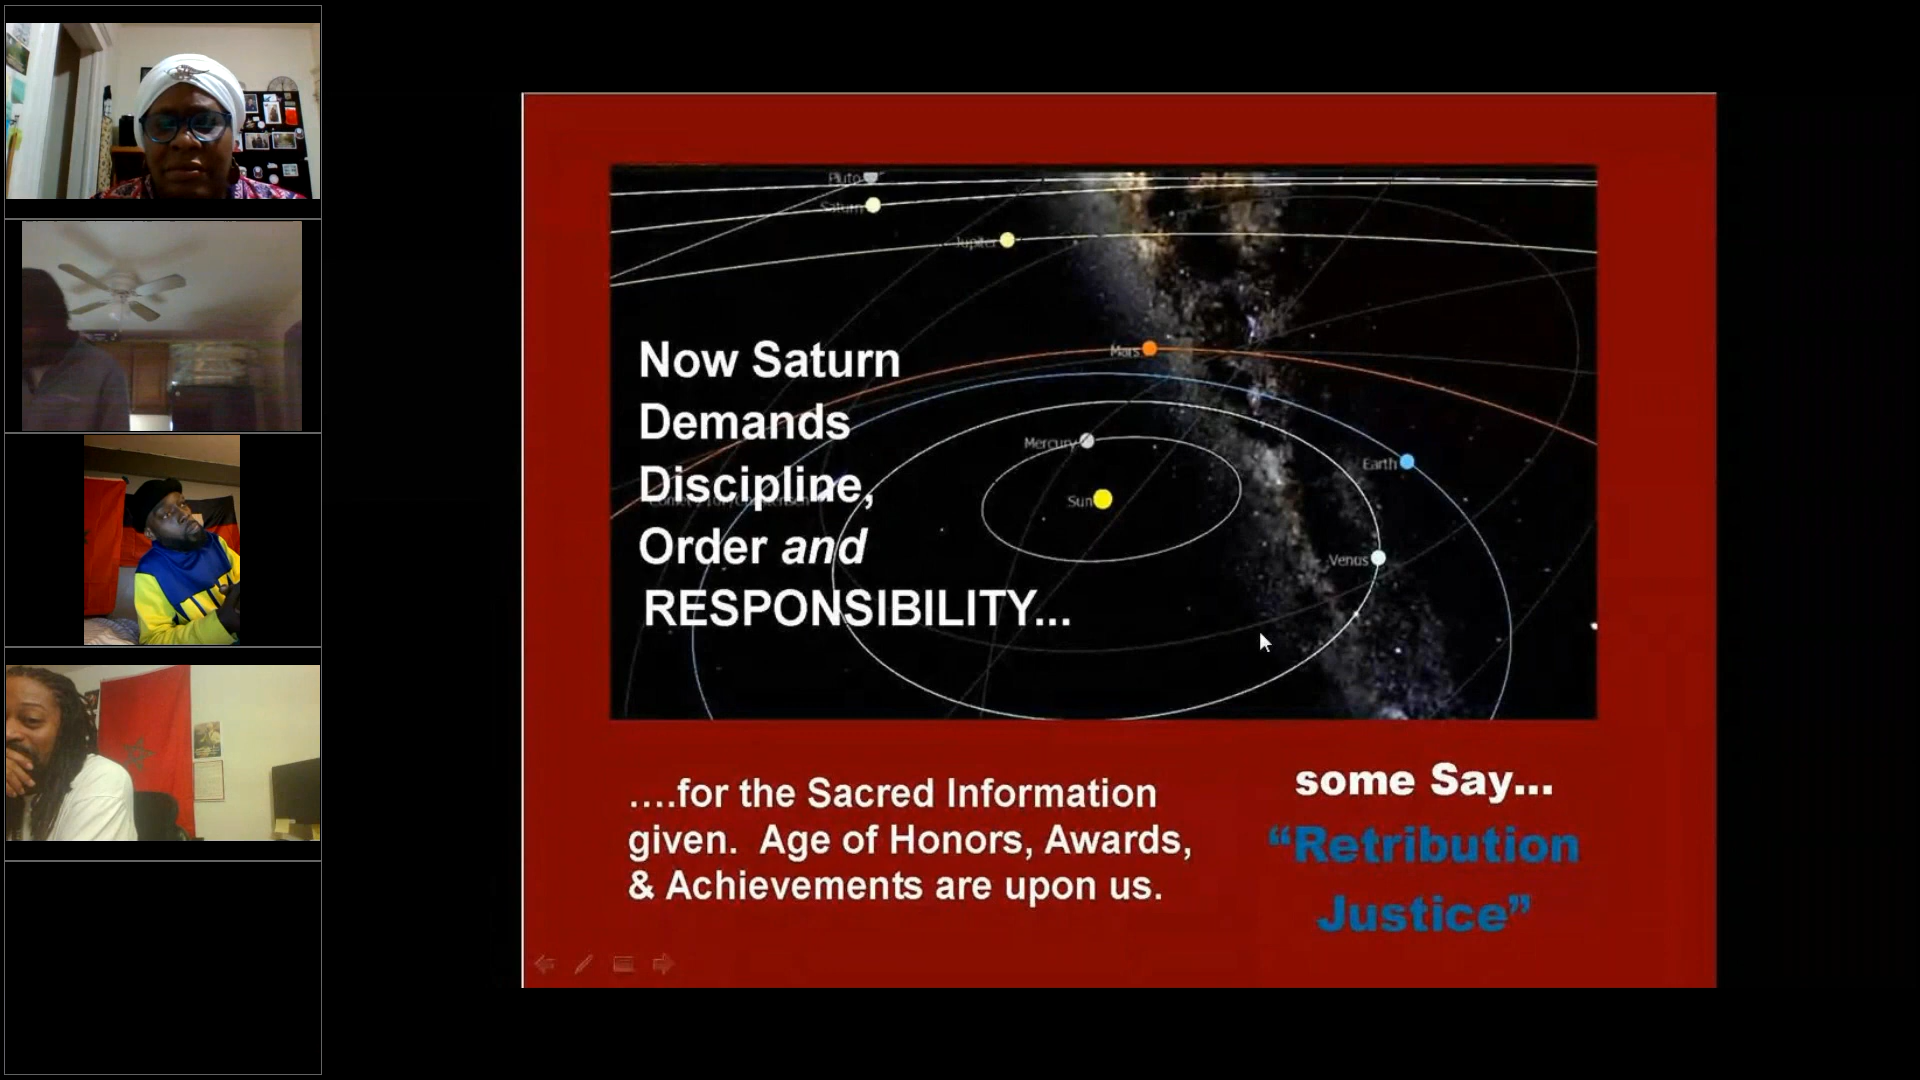 Pluto
Saturn
Jupiter
Mars
Mercury
Earth
Sun
Venus
Now Saturn
Demands
Discipline,
Order and
RESPONSIBILITY...
....for the Sacred Information
given. Age of Honors, Awards,
& Achievements are upon us.
some Say...
“Retribution
Justice”